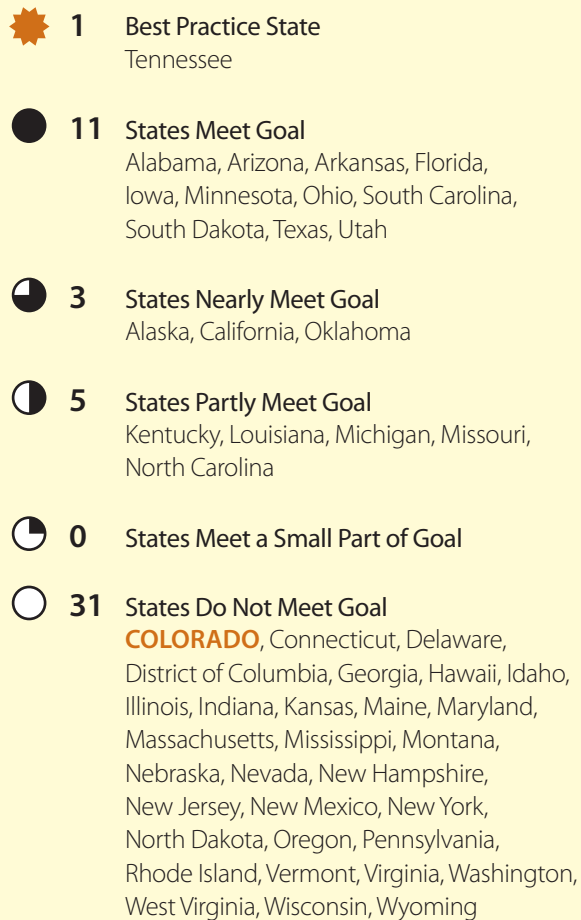 1 Best Practice State
Tennessee
11 States Meet Goal
Alabama, Arizona, Arkansas, Florida,
Iowa, Minnesota, Ohio, South Carolina,
South Dakota, Texas, Utah
3 States Nearly Meet Goal
Alaska, California, Oklahoma
5 States Partly Meet Goal
Kentucky, Louisiana, Michigan, Missouri,
North Carolina
0 States Meet a Small Part of Goal
31 States Do Not Meet Goal
COLORADO, Connecticut, Delaware,
District of Columbia, Georgia, Hawaii, Idaho,
Illinois, Indiana, Kansas, Maine, Maryland,
Massachusetts, Mississippi, Montana,
Nebraska, Nevada, New Hampshire,
New Jersey, New Mexico, New York,
North Dakota, Oregon, Pennsylvania,
Rhode Island, Vermont, Virginia, Washington,
West Virginia, Wisconsin, Wyoming